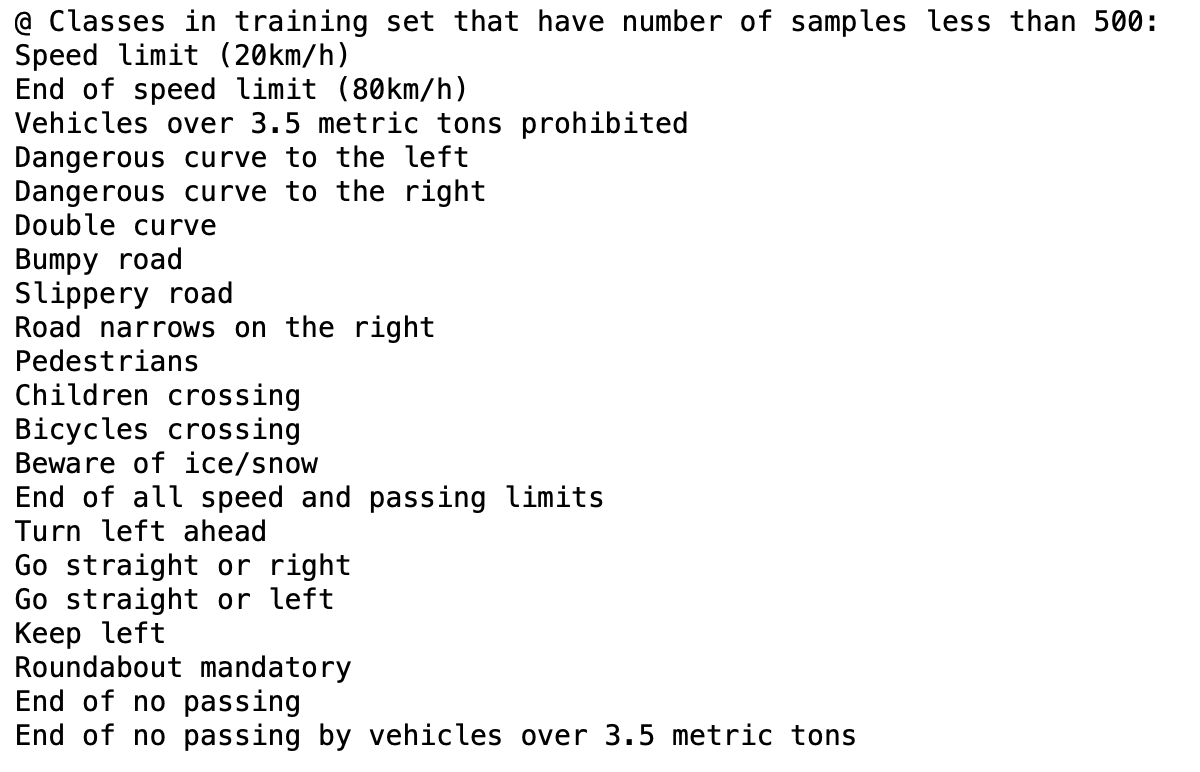 @ Classes in training set that have number of samples less than 500:
Speed limit (20km/h)
End of speed limit (80km/h)
Vehicles over 3.5 metric tons prohibited
Dangerous curve to the left
Dangerous curve to the right
Double curve
Bumpy road
Slippery road
Road narrows on the right
Pedestrians
Children crossing
Bicycles crossing
Beware of ice/snow
End of all speed and passing limits
Turn left ahead
Go straight or right
Go straight or left
Keep left
Roundabout mandatory
End of no passing
End of no passing by vehicles over 3.5 metric tons